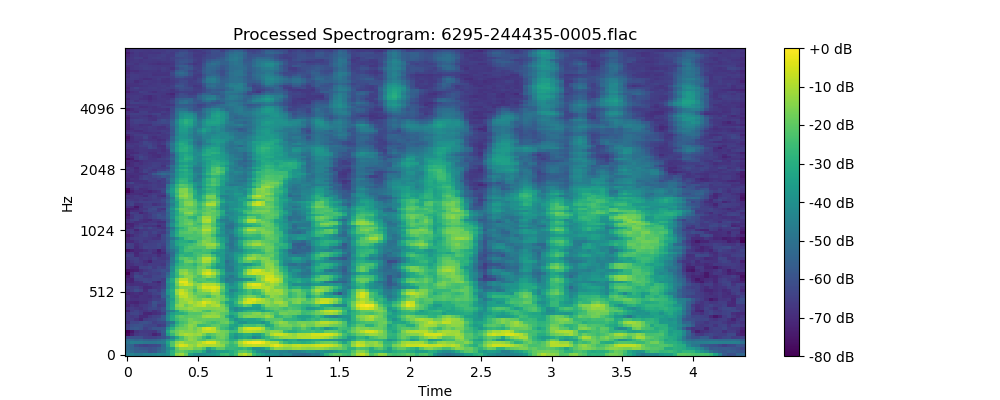 Processed Spectrogram: 6295-244435-0005.flac
+0 dB
-10 dB
-20 dB
-30 dB
-40 dB
-50 dB
-60 dB
-70 dB
-80 dB
Hz
4096
2048
1024
512
0
0 0.5 1 1.5 2 2.5 3 3.5 4
Time